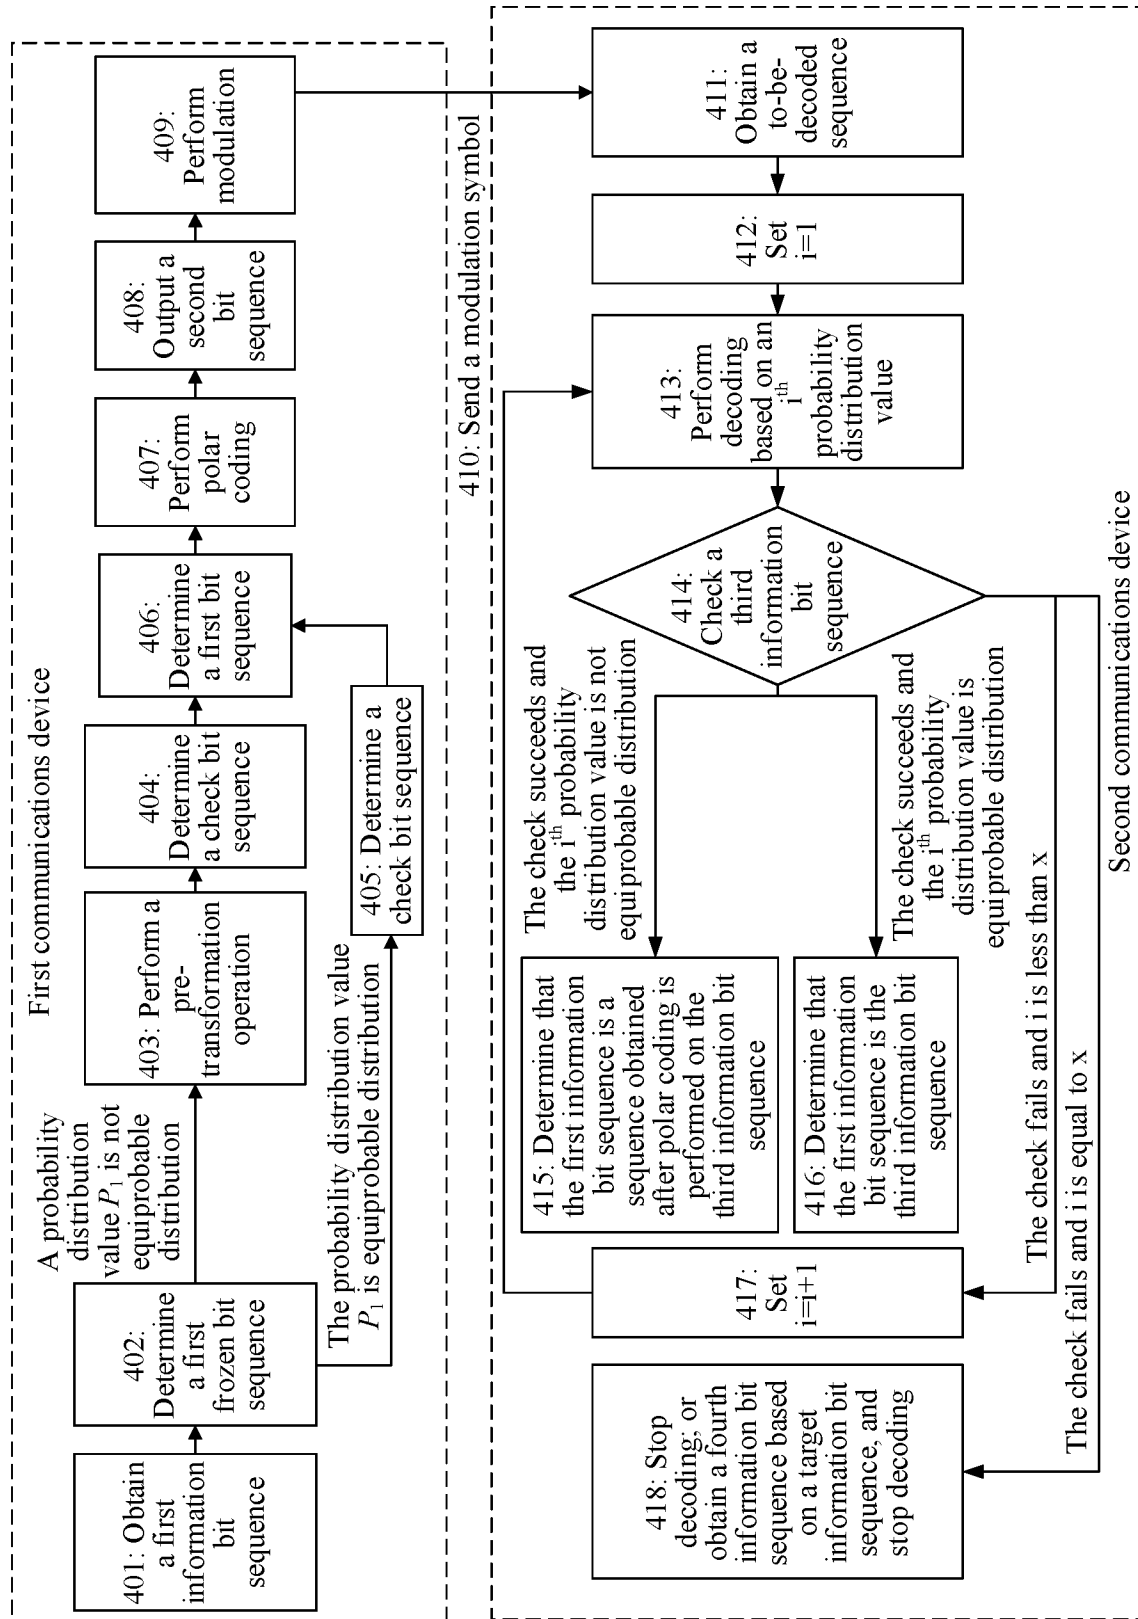 First communications device
401: Obtain
a first
information
bit
sequence
402:
Determine
a first
frozen bit
sequence
A probability
distribution
value P₁ is not
equiprobable
distribution
The probability distribution value
P₁ is equiprobable distribution
403: Perform a
pre-
transformation
operation
404:
Determine
a check bit
sequence
405: Determine a
check bit sequence
406:
Determine
a first bit
sequence
407:
Perform
polar
coding
408:
Output a
second
bit
sequence
409:
Perform
modulation
410: Send a modulation symbol
411:
Obtain a
to-be-
decoded
sequence
412:
Set
i=1
413:
Perform
decoding
based on an
iᵗʰ
probability
distribution
value
414:
Check a
third
information
bit
sequence
The check succeeds and
the iᵗʰ probability
distribution value is not
equiprobable distribution
The check succeeds and
the iᵗʰ probability
distribution value is
equiprobable distribution
415: Determine that
the first information
bit sequence is a
sequence obtained
after polar coding is
performed on the
third information bit
sequence
416: Determine that
the first information
bit sequence is the
third information bit
sequence
The check fails and i is less than x
417:
Set
i=i+1
The check fails and i is equal to x
418: Stop
decoding; or
obtain a fourth
information bit
sequence based
on a target
information bit
sequence, and
stop decoding
Second communications device